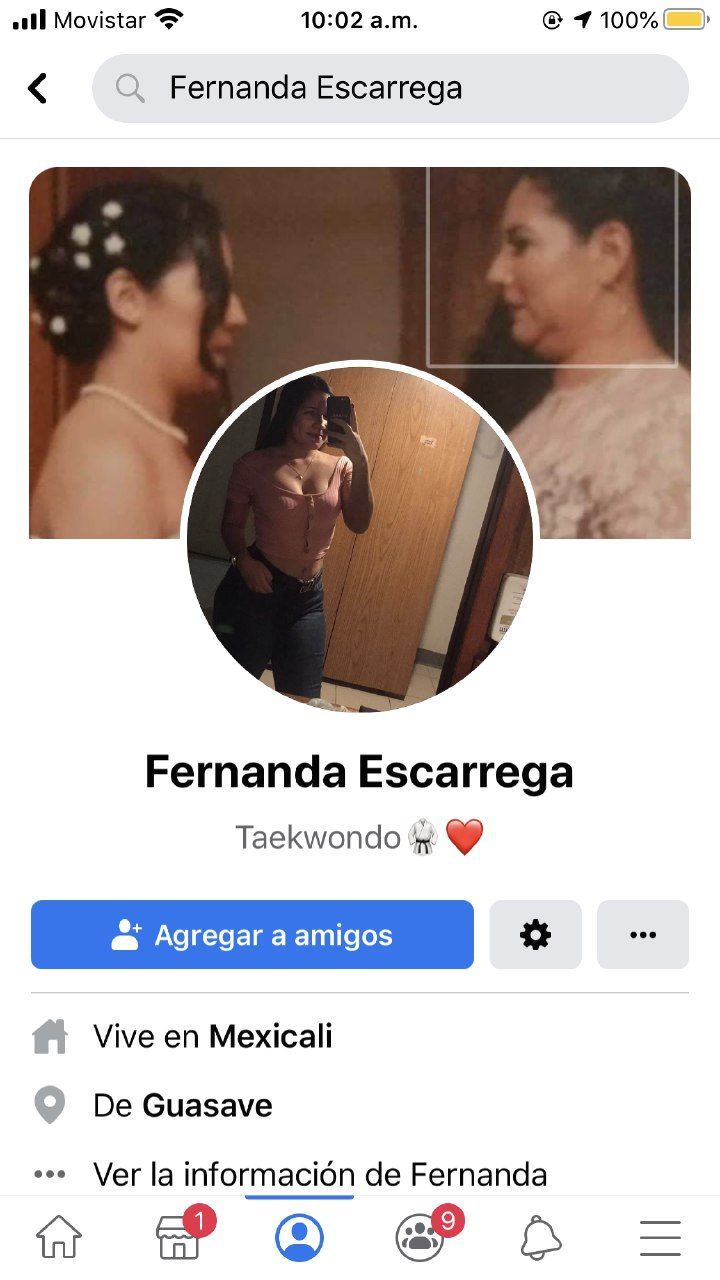 Movistar 10:02 a.m. 100%
Fernanda Escarrega
Fernanda Escarrega
Taekwondo🥋❤️
Agregar a amigos
Vive en Mexicali
De Guasave
Ver la información de Fernanda
1 9